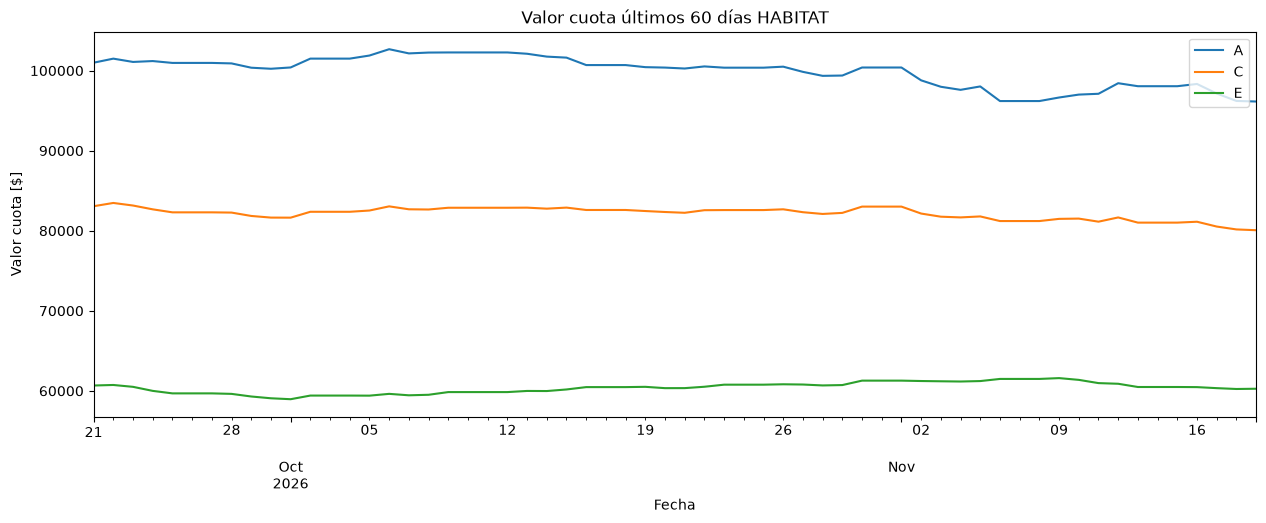 Valor cuota últimos 60 días HABITAT
A
C
E
Valor cuota [$]
100000
90000
80000
70000
60000
21 28 05 12 19 26 02 09 16
Oct Nov
2026
Fecha